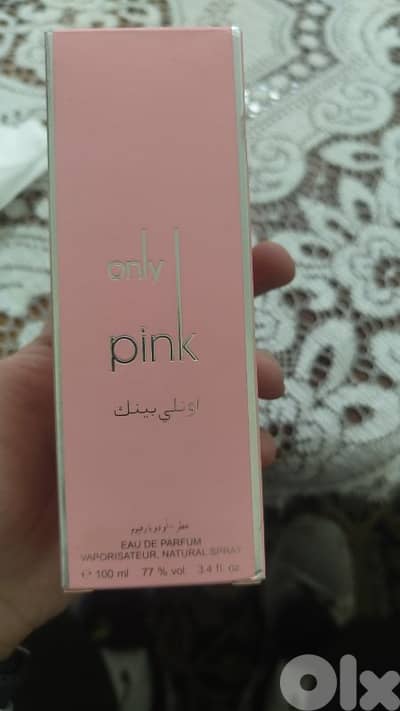 only
pink
اونلي بينك
عطر - أو دو بارفيوم
EAU DE PARFUM
VAPORISATEUR, NATURAL SPRAY
℮ 100 ml 77 % vol. 3.4 fl. oz.
Olx